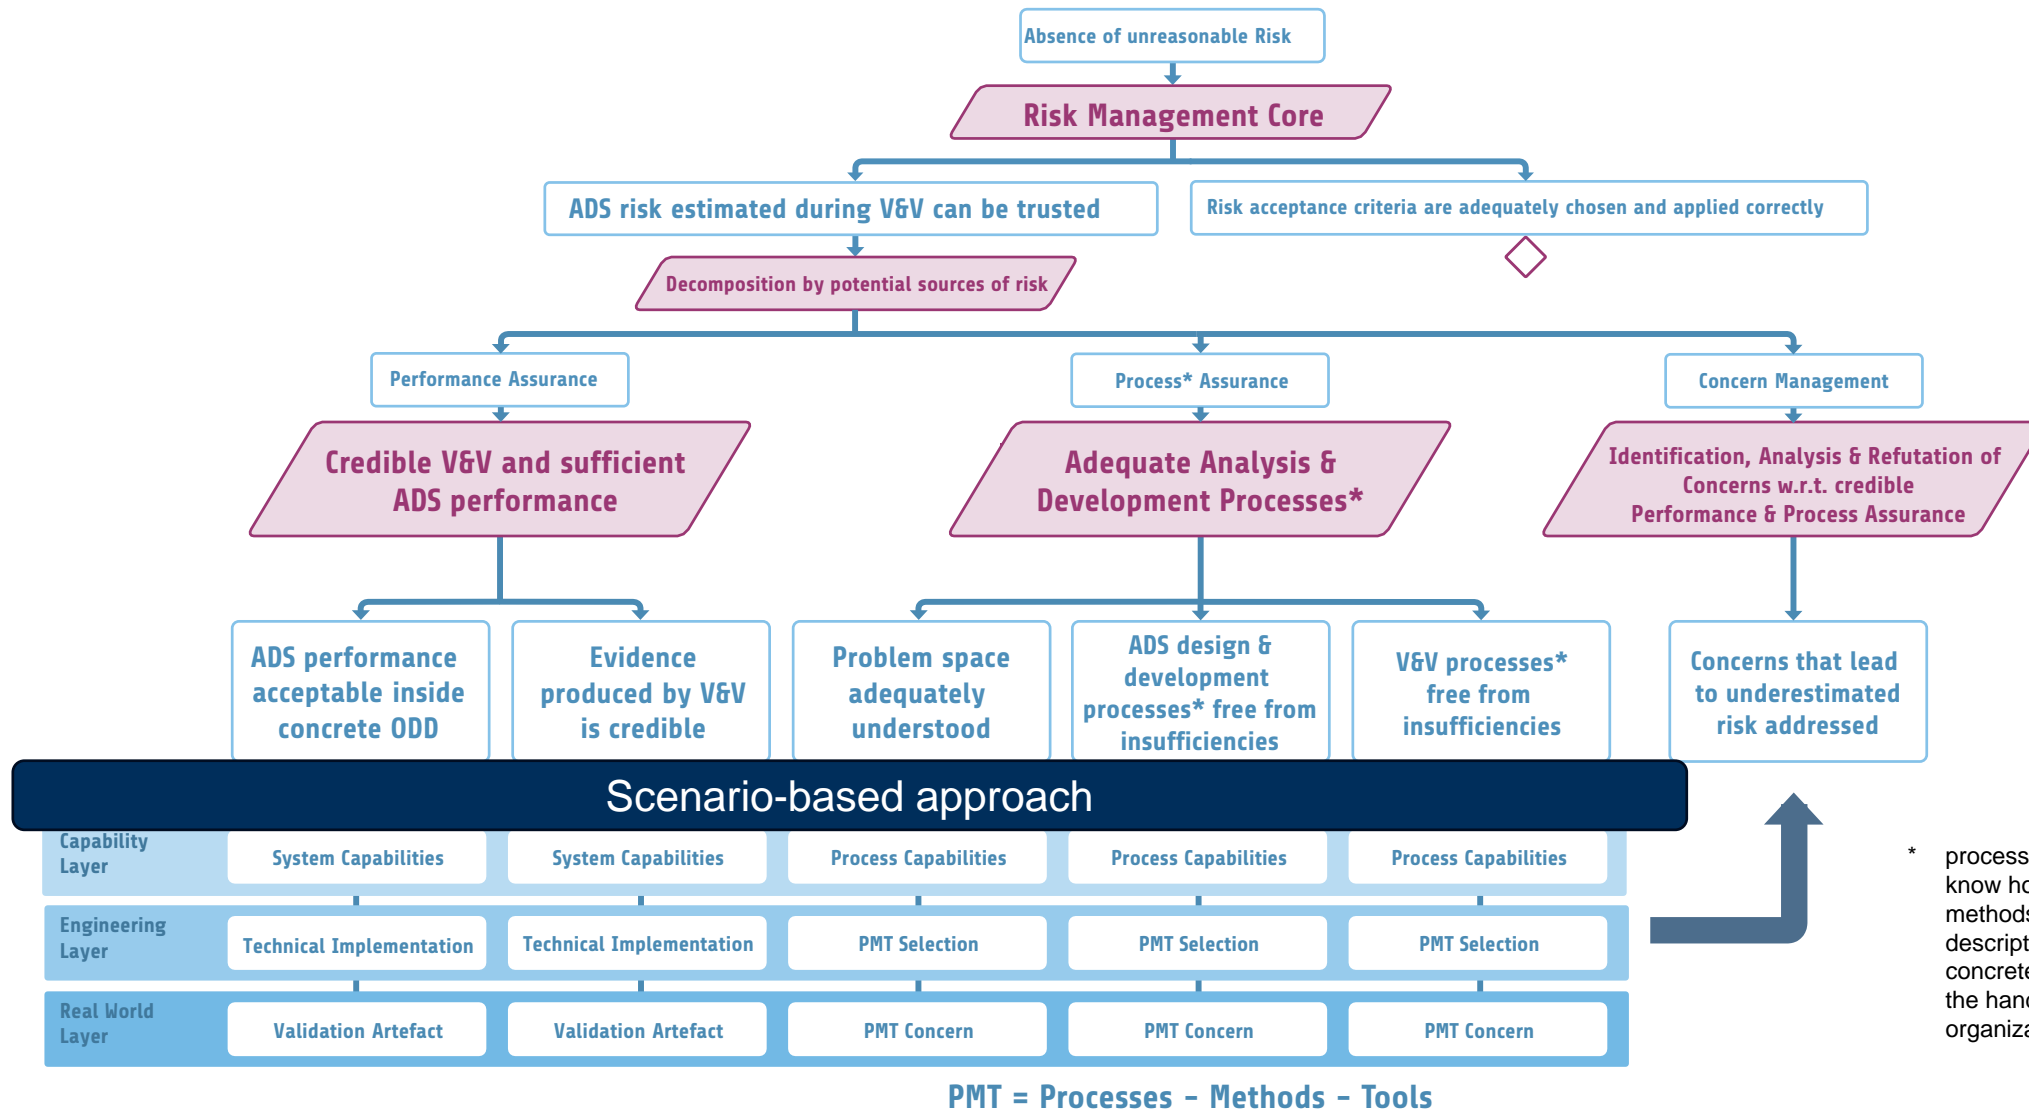 Absence of unreasonable Risk
Risk Management Core
ADS risk estimated during V&V can be trusted
Risk acceptance criteria are adequately chosen and applied correctly
Decomposition by potential sources of risk
Performance Assurance
Process* Assurance
Concern Management
Credible V&V and sufficient
ADS performance
Adequate Analysis &
Development Processes*
Identification, Analysis & Refutation of
Concerns w.r.t. credible
Performance & Process Assurance
ADS performance
acceptable inside
concrete ODD
Evidence
produced by V&V
is credible
Problem space
adequately
understood
ADS design &
development
processes* free from
insufficiencies
V&V processes*
free from
insufficiencies
Concerns that lead
to underestimated
risk addressed
Scenario-based approach
Capability
Layer
System Capabilities
System Capabilities
Process Capabilities
Process Capabilities
Process Capabilities
Engineering
Layer
Technical Implementation
Technical Implementation
PMT Selection
PMT Selection
PMT Selection
Real World
Layer
Validation Artefact
Validation Artefact
PMT Concern
PMT Concern
PMT Concern
* process
know
methods
concrete
the
PMT = Processes - Methods - Tools